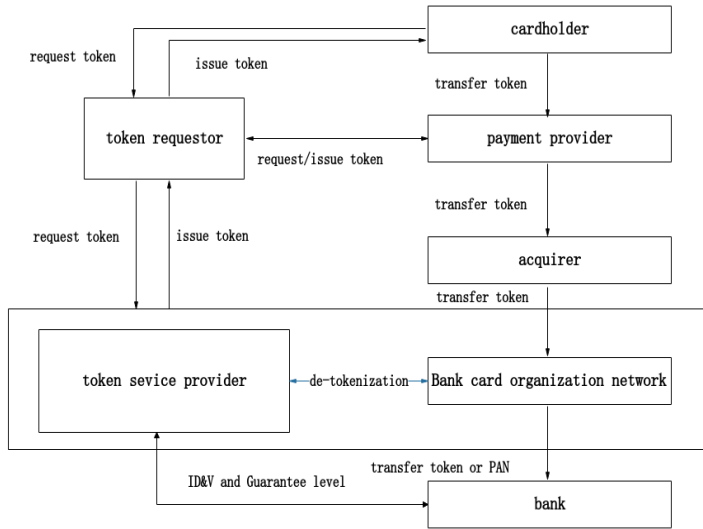 cardholder
request token
issue token
transfer token
token requestor
payment provider
request/issue token
transfer token
request token
issue token
acquirer
transfer token
token sevice provider
de-tokenization
Bank card organization network
transfer token or PAN
ID&V and Guarantee level
bank